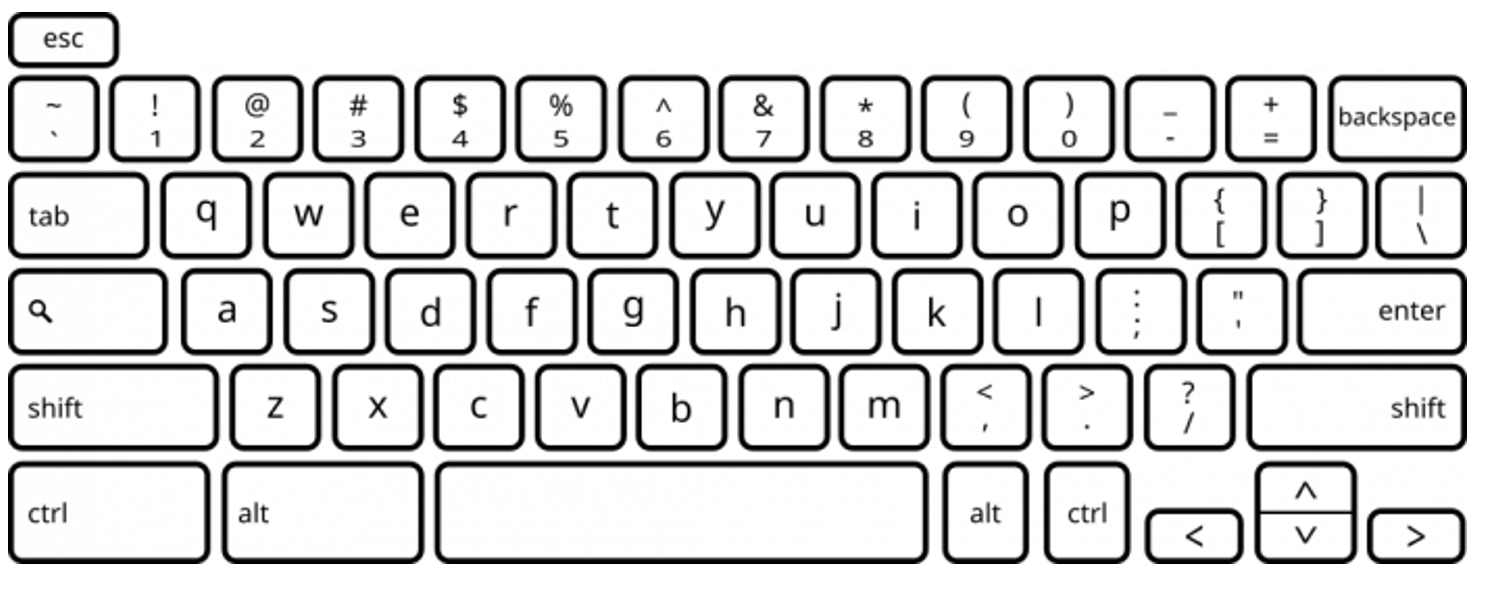 esc
~ ! @ # $ % ^ & * ( ) _ +
` 1 2 3 4 5 6 7 8 9 0 - = backspace
tab q w e r t y u i o p { } |
[ ] \
a s d f g h j k l : " enter
; '
shift z x c v b n m < > ? shift
, . /
ctrl alt alt ctrl < ^ v >